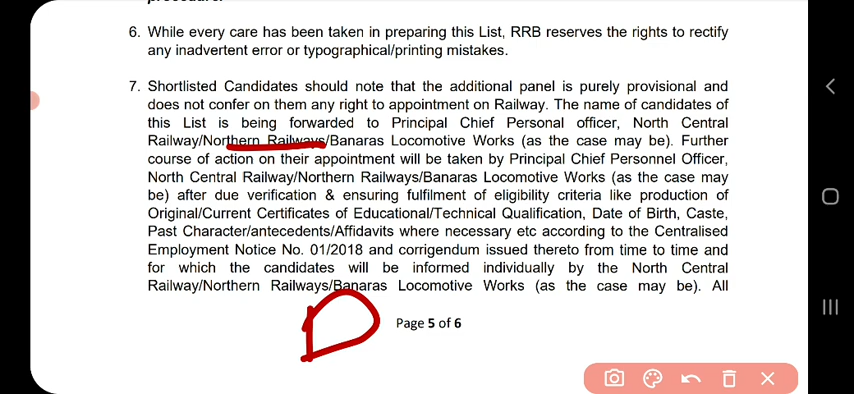 6. While every care has been taken in preparing this List, RRB reserves the rights to rectify
any inadvertent error or typographical/printing mistakes.
7. Shortlisted Candidates should note that the additional panel is purely provisional and
does not confer on them any right to appointment on Railway. The name of candidates of
this List is being forwarded to Principal Chief Personal officer, North Central
Railway/Northern Railways/Banaras Locomotive Works (as the case may be). Further
course of action on their appointment will be taken by Principal Chief Personnel Officer,
North Central Railway/Northern Railways/Banaras Locomotive Works (as the case may
be) after due verification & ensuring fulfilment of eligibility criteria like production of
Original/Current Certificates of Educational/Technical Qualification, Date of Birth, Caste,
Past Character/antecedents/Affidavits where necessary etc according to the Centralised
Employment Notice No. 01/2018 and corrigendum issued thereto from time to time and
for which the candidates will be informed individually by the North Central
Railway/Northern Railways/Banaras Locomotive Works (as the case may be). All
Page 5 of 6